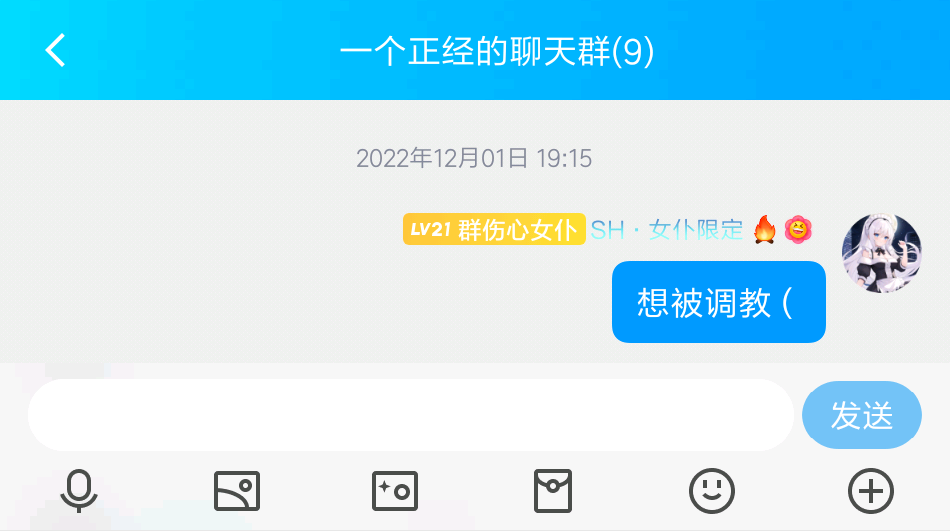 一个正经的聊天群(9)
2022年12月01日 19:15
LV21 群伤心女仆 SH · 女仆限定 🔥
想被调教（
发送